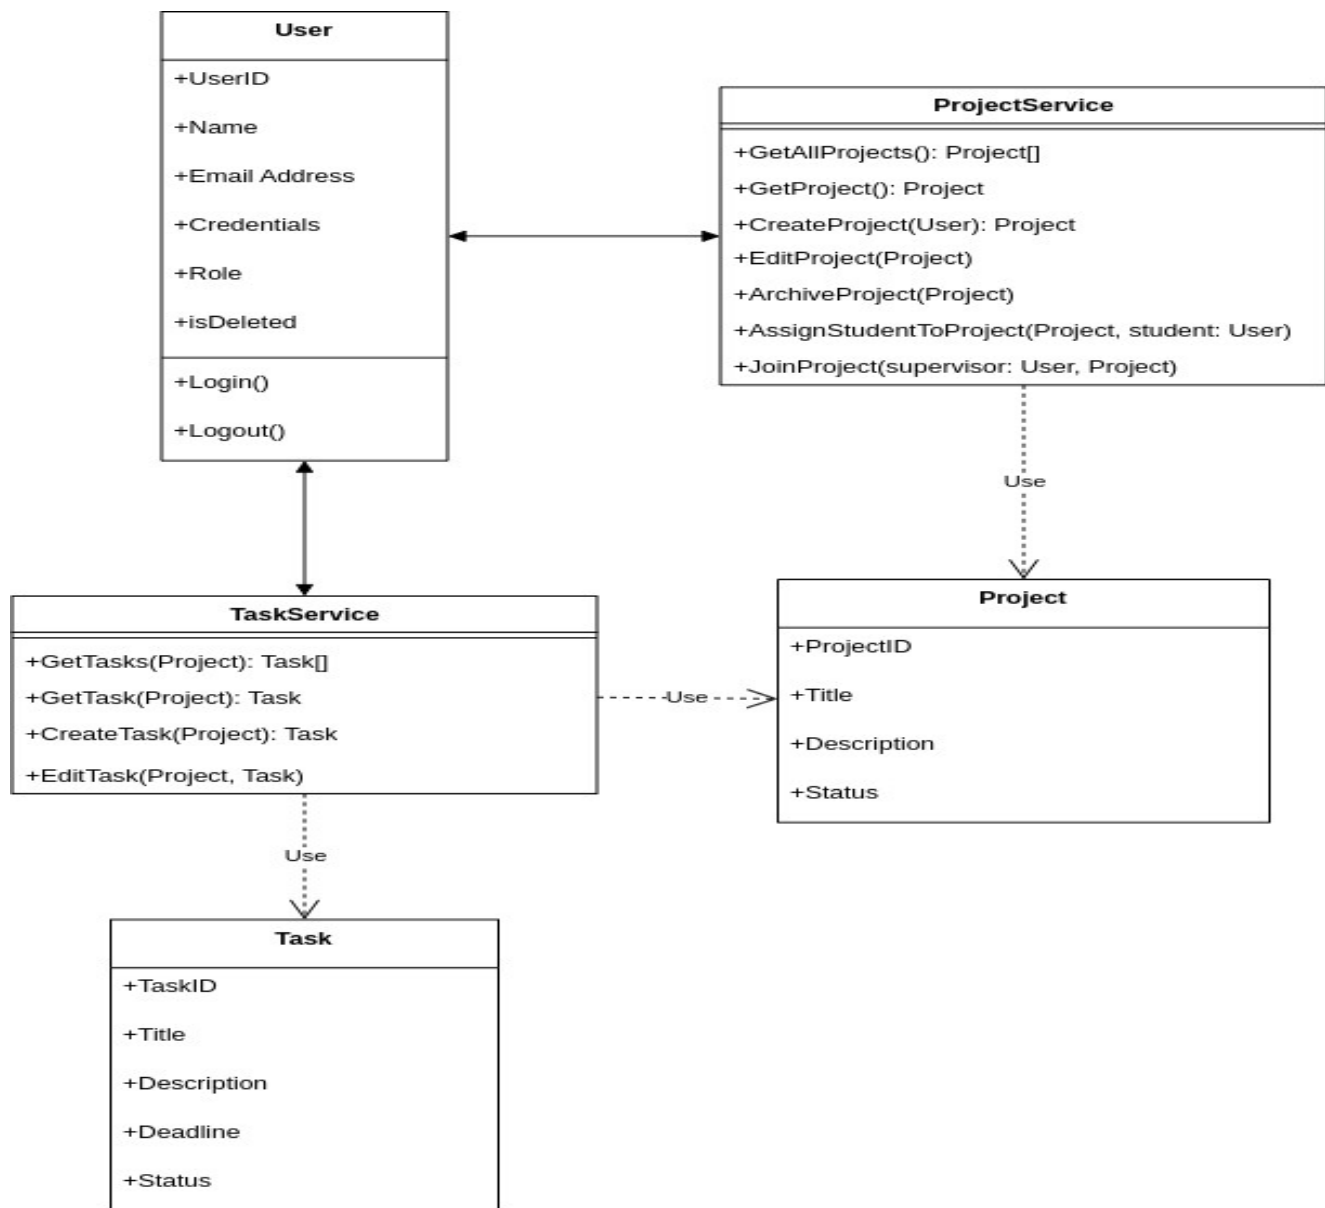 User
+UserID
+Name
+Email Address
+Credentials
+Role
+isDeleted
+Login()
+Logout()
ProjectService
+GetAllProjects(): Project[]
+GetProject(): Project
+CreateProject(User): Project
+EditProject(Project)
+ArchiveProject(Project)
+AssignStudentToProject(Project, student: User)
+JoinProject(supervisor: User, Project)
Use
TaskService
+GetTasks(Project): Task[]
+GetTask(Project): Task
+CreateTask(Project): Task
+EditTask(Project, Task)
Use
Project
+ProjectID
+Title
+Description
+Status
Use
Task
+TaskID
+Title
+Description
+Deadline
+Status